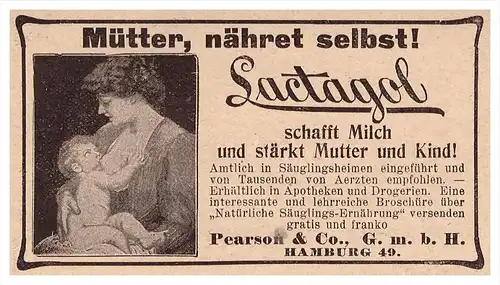 Mütter, nähret selbst!
Lactagol
schafft Milch
und stärkt Mutter und Kind!
Amtlich in Säuglingsheimen eingeführt und
von Tausenden von Aerzten empfohlen. —
Erhältlich in Apotheken und Drogerien. Eine
interessante und lehrreiche Broschüre über
„Natürliche Säuglings-Ernährung“ versenden
gratis und franko
Pearson & Co., G. m. b. H.
HAMBURG 49.